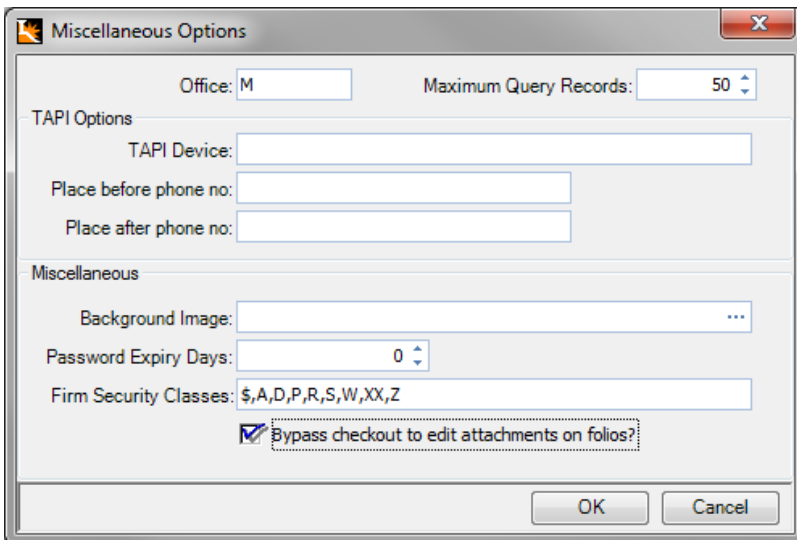 Miscellaneous Options
Office: M Maximum Query Records: 50
TAPI Options
TAPI Device:
Place before phone no:
Place after phone no:
Miscellaneous
Background Image: ...
Password Expiry Days: 0
Firm Security Classes: $,A,D,P,R,S,W,XX,Z
Bypass checkout to edit attachments on folios?
OK Cancel